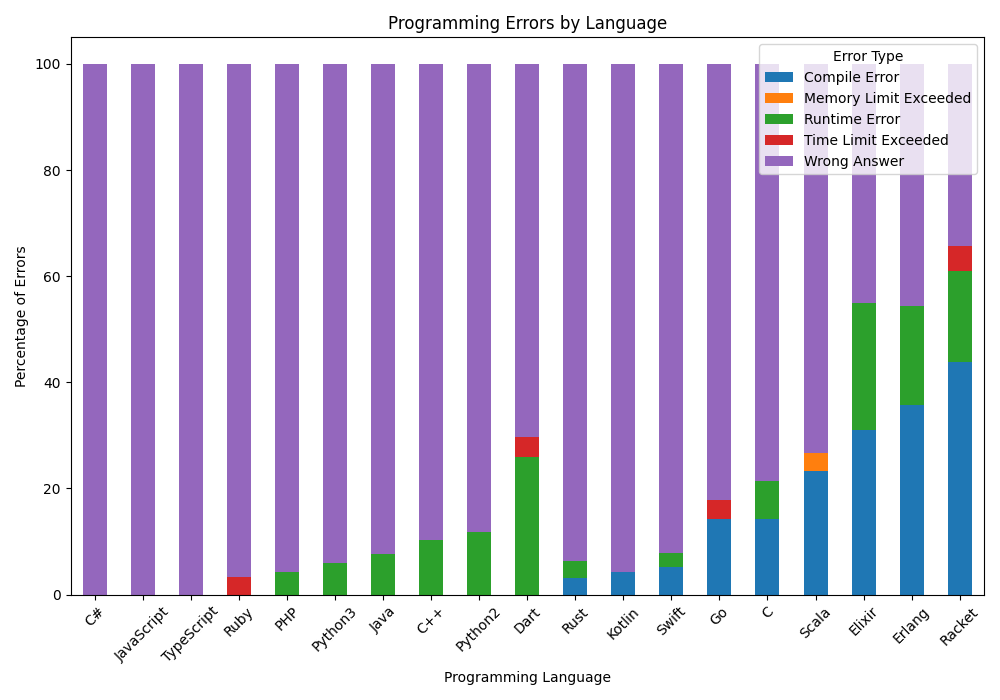 Programming Errors by Language
Error Type
Compile Error
Memory Limit Exceeded
Runtime Error
Time Limit Exceeded
Wrong Answer
Percentage of Errors
100
80
60
40
20
0
C#
JavaScript
TypeScript
Ruby
PHP
Python3
Java
C++
Python2
Dart
Rust
Kotlin
Swift
Go
C
Scala
Elixir
Erlang
Racket
Programming Language